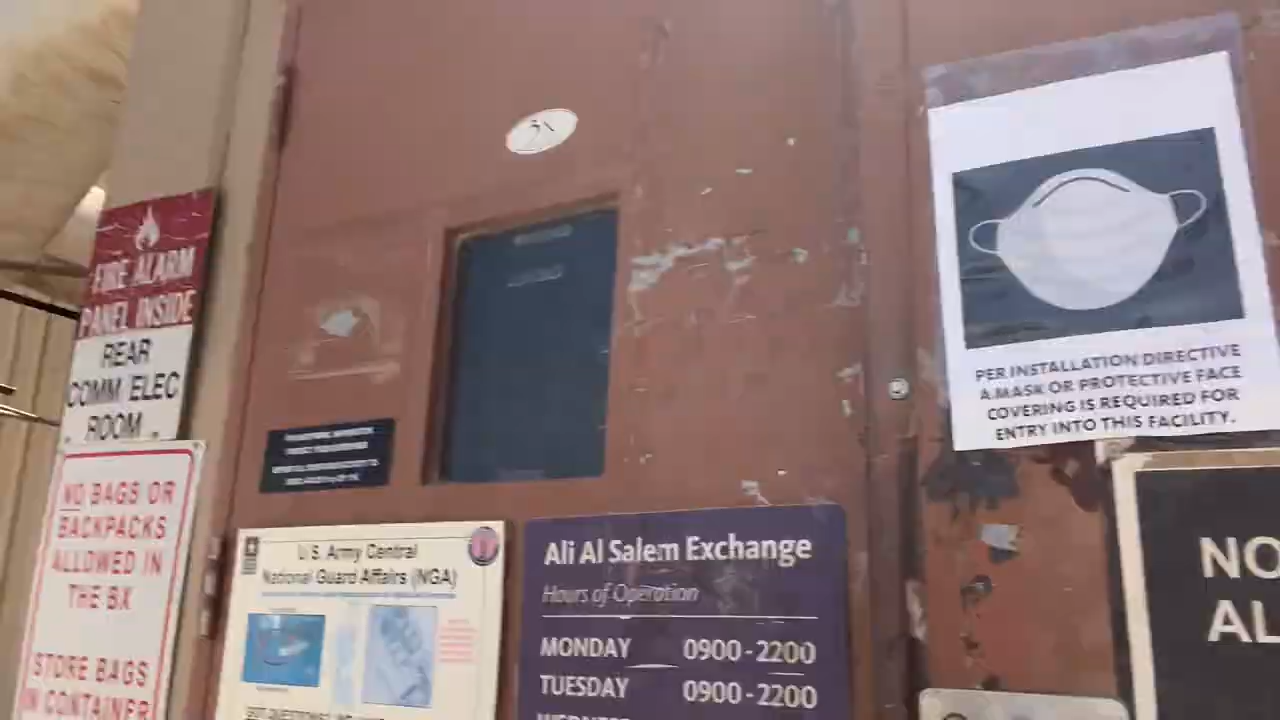 FIRE ALARM
PANEL INSIDE
REAR
COMM/ELEC
ROOM
NO BAGS OR
BACKPACKS
ALLOWED IN
THE BX
STORE BAGS
IN CONTAINER
U.S. Army Central
National Guard Affairs (NGA)
Ali Al Salem Exchange
Hours of Operation
MONDAY 0900-2200
TUESDAY 0900-2200
PER INSTALLATION DIRECTIVE
A MASK OR PROTECTIVE FACE
COVERING IS REQUIRED FOR
ENTRY INTO THIS FACILITY.
NO
AL